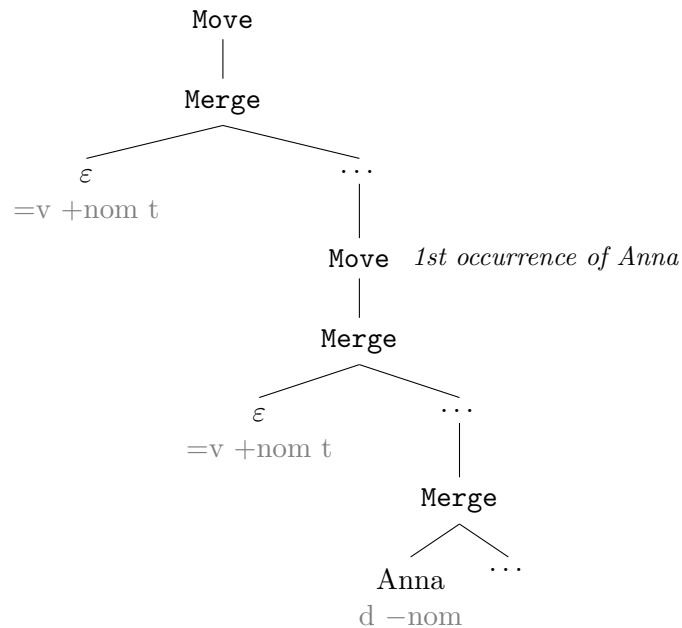 Move
Merge
ε ...
=v +nom t
Move 1st occurrence of Anna
Merge
ε ...
=v +nom t
Merge
Anna ...
d −nom